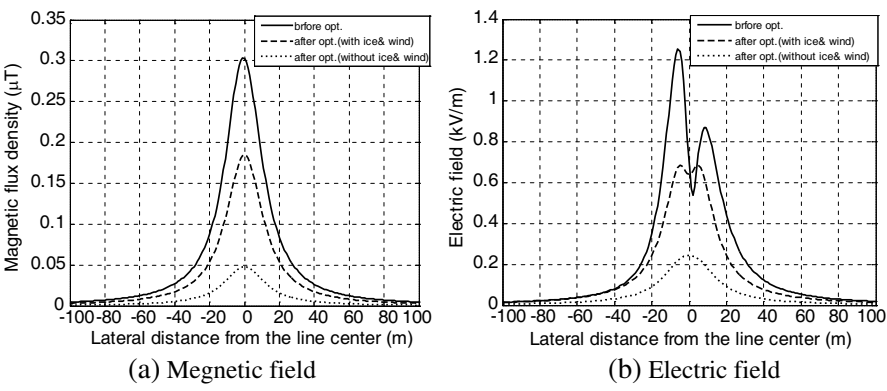 0.35
0.3
0.25
0.2
0.15
0.1
0.05
0
Magnetic flux density (μT)
brfore opt.
after opt.(with ice& wind)
after opt.(without ice& wind)
-100 -80 -60 -40 -20 0 20 40 60 80 100
Lateral distance from the line center (m)
(a) Megnetic field
1.4
1.2
1
0.8
0.6
0.4
0.2
0
Electric field (kV/m)
brfore opt.
after opt.(with ice& wind)
after opt.(without ice& wind)
-100 -80 -60 -40 -20 0 20 40 60 80 100
Lateral distance from the line center (m)
(b) Electric field